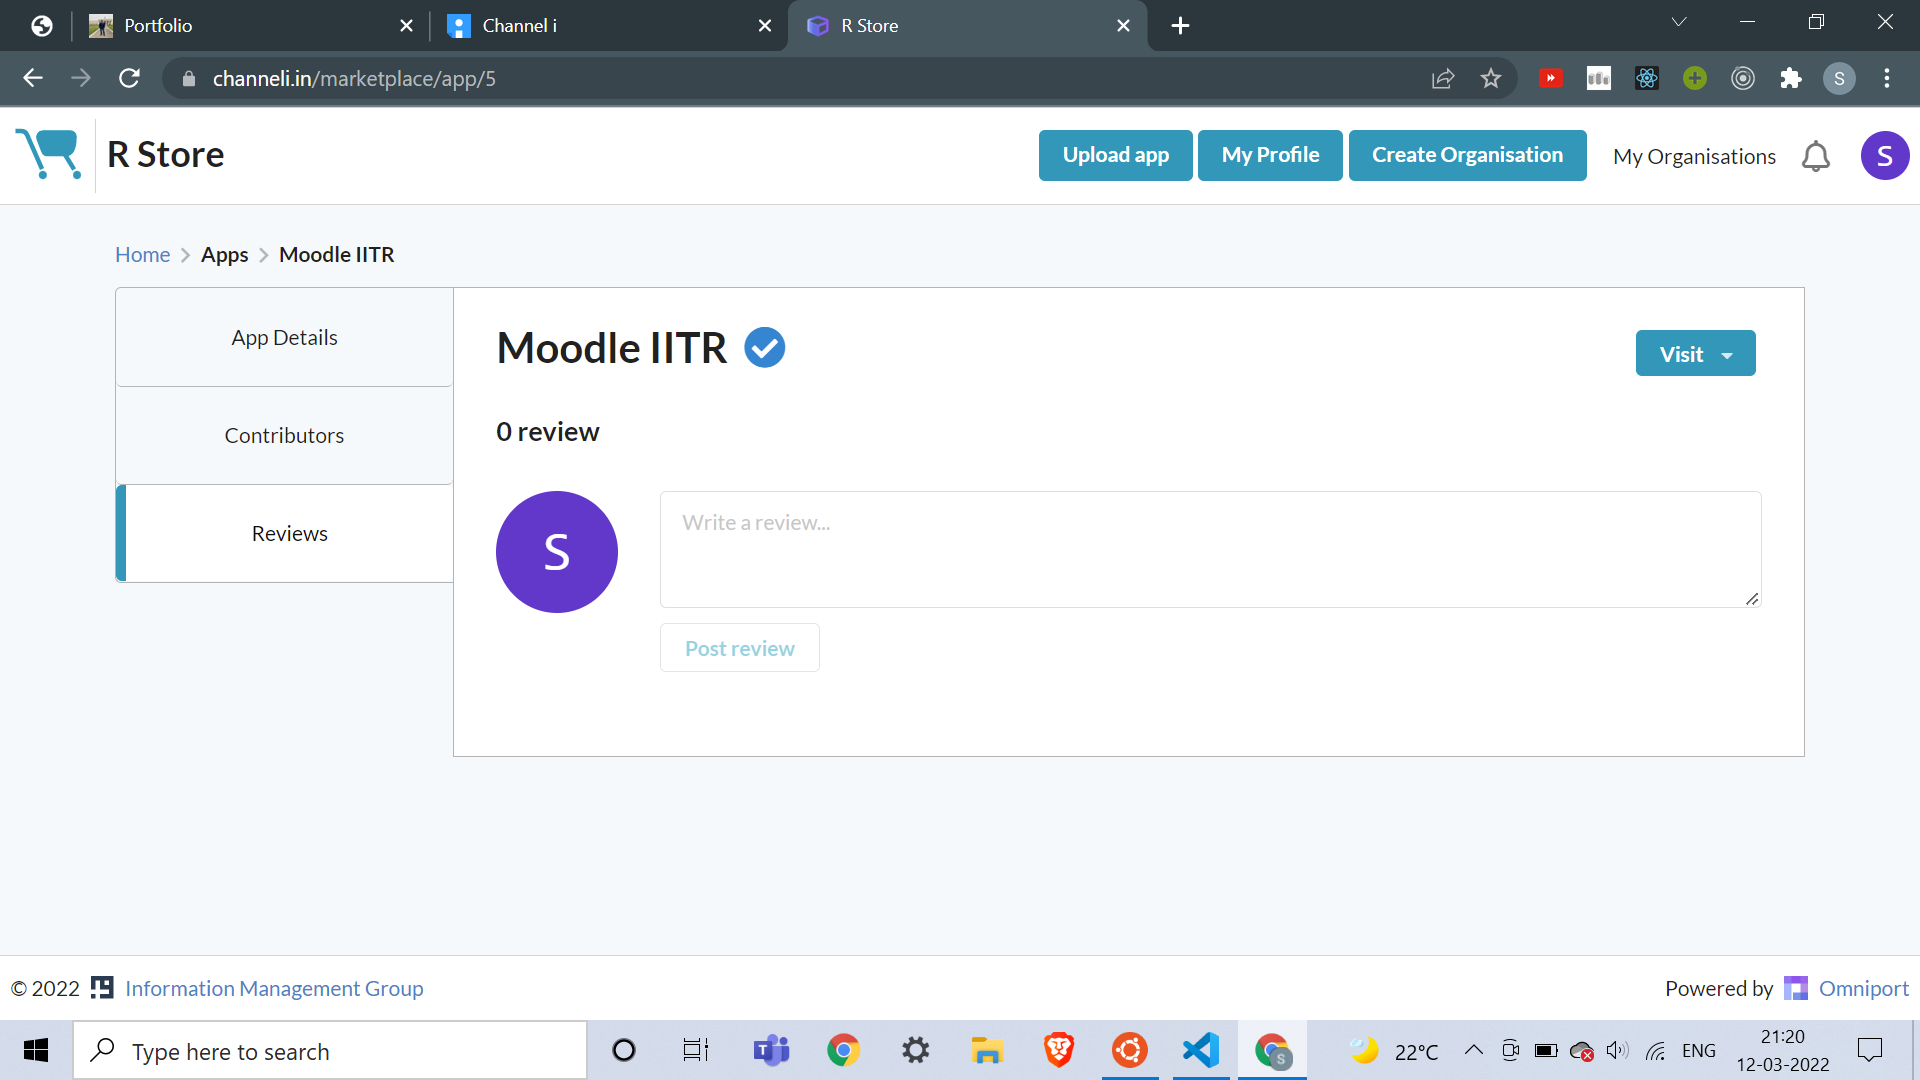 Portfolio
Channel i
R Store
channeli.in/marketplace/app/5
S
R Store
Upload app
My Profile
Create Organisation
My Organisations
S
Home
Apps
Moodle IITR
App Details
Contributors
Reviews
Moodle IITR
Visit
0 review
S
Write a review...
Post review
© 2022
Information Management Group
Powered by
Omniport
Type here to search
T
S
22°C
ENG
21:20
12-03-2022